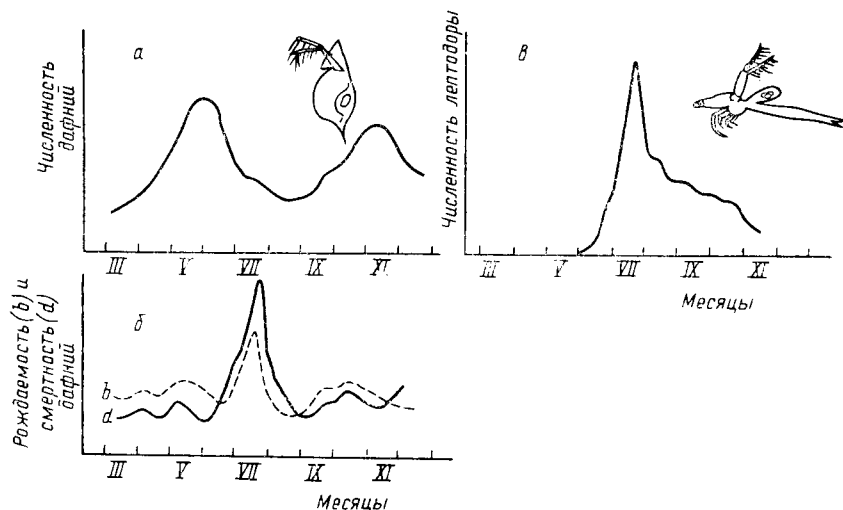 Численность
дафний
а
III V VII IX XI
Рождаемость (b) и
смертность (d)
дафний
б
b
d
III V VII IX XI
Месяцы
Численность лептодоры
в
III V VII IX XI
Месяцы